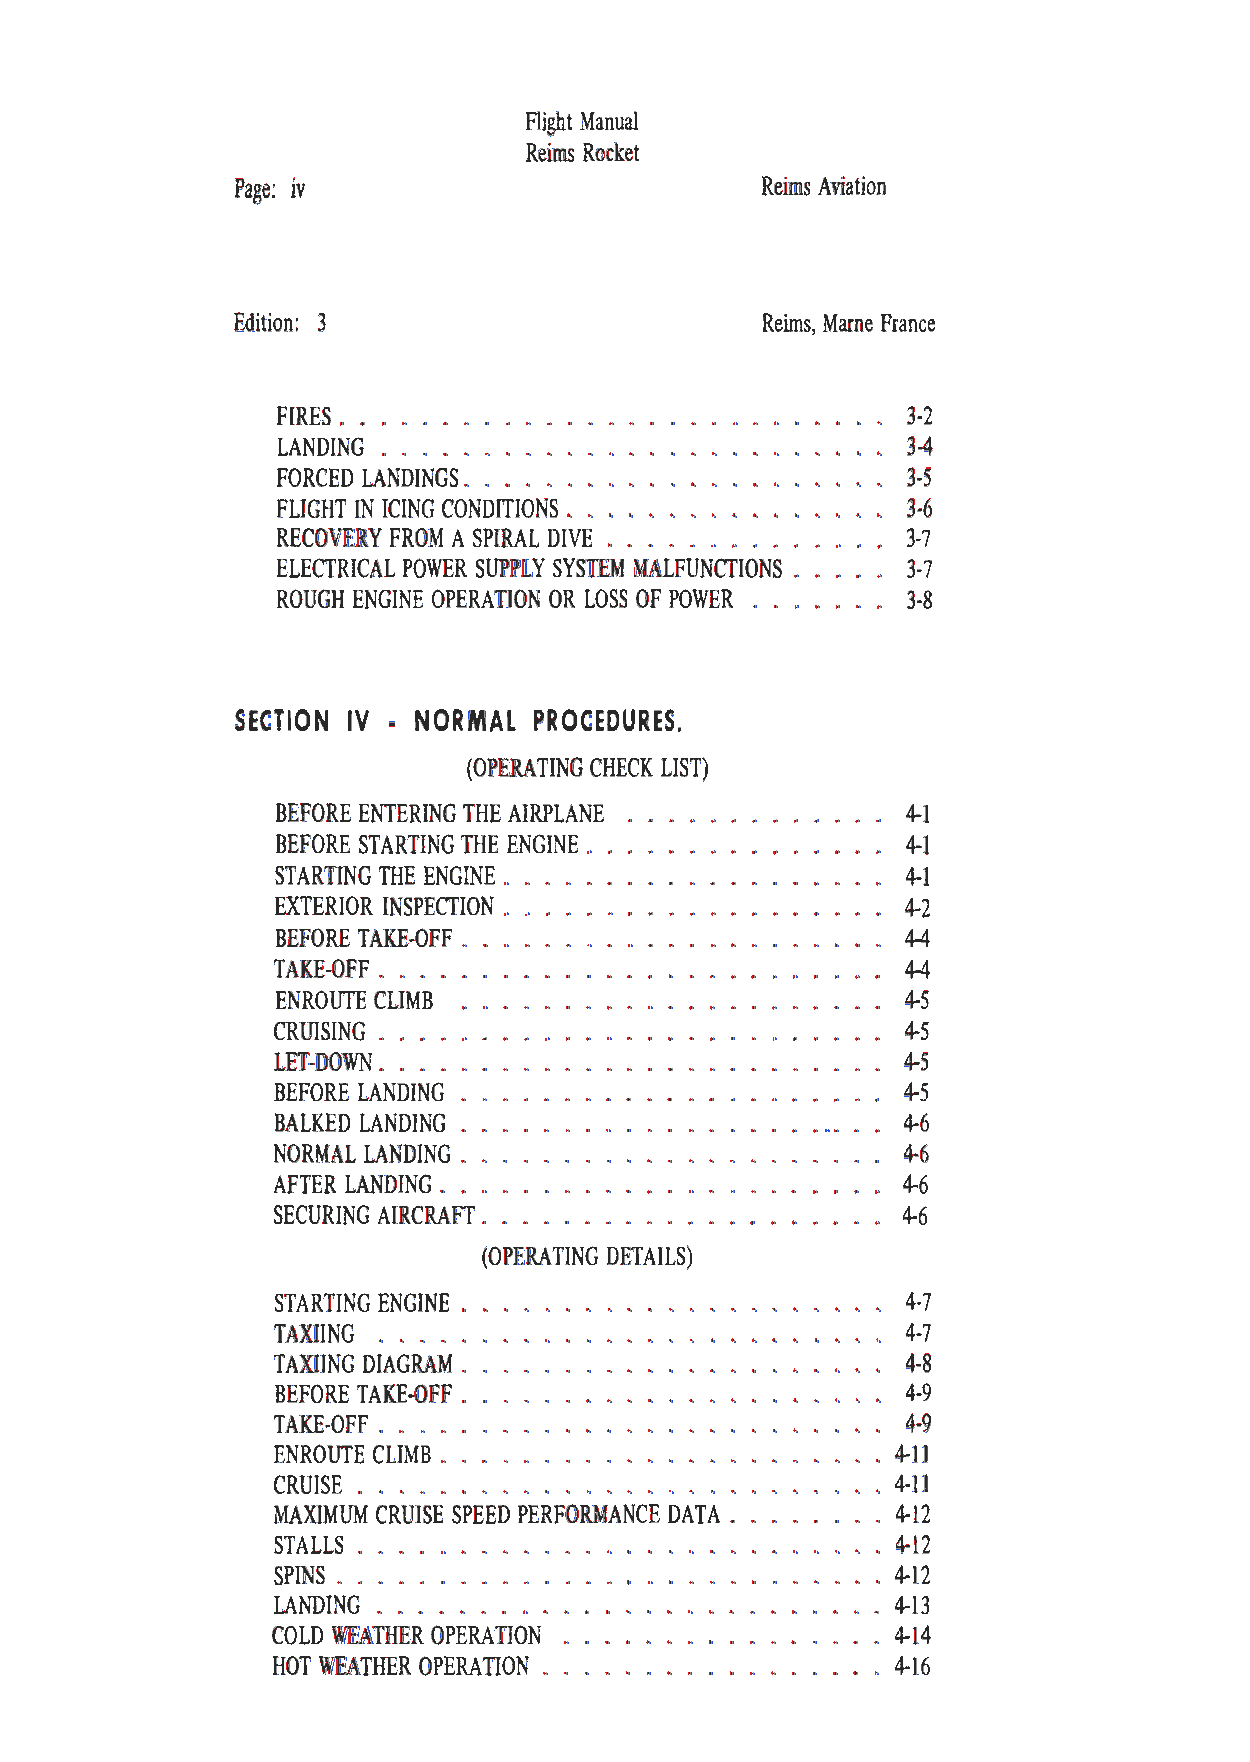 Flight Manual
Reims Rocket
Page: iv Reims Aviation
Edition: 3 Reims, Marne France
FIRES . . . . . . . . . . . . . . . . . . . . . . . . . . . 3-2
LANDING . . . . . . . . . . . . . . . . . . . . . . . . . 3-4
FORCED LANDINGS . . . . . . . . . . . . . . . . . . . . . 3-5
FLIGHT IN ICING CONDITIONS . . . . . . . . . . . . . . . . 3-6
RECOVERY FROM A SPIRAL DIVE . . . . . . . . . . . . . . 3-7
ELECTRICAL POWER SUPPLY SYSTEM MALFUNCTIONS . . . . . 3-7
ROUGH ENGINE OPERATION OR LOSS OF POWER . . . . . . . 3-8
SECTION IV - NORMAL PROCEDURES.
(OPERATING CHECK LIST)
BEFORE ENTERING THE AIRPLANE . . . . . . . . . . . . . 4-1
BEFORE STARTING THE ENGINE . . . . . . . . . . . . . . . 4-1
STARTING THE ENGINE . . . . . . . . . . . . . . . . . . . 4-1
EXTERIOR INSPECTION . . . . . . . . . . . . . . . . . . . 4-2
BEFORE TAKE-OFF . . . . . . . . . . . . . . . . . . . . . 4-4
TAKE-OFF . . . . . . . . . . . . . . . . . . . . . . . . . 4-4
ENROUTE CLIMB . . . . . . . . . . . . . . . . . . . . . 4-5
CRUISING . . . . . . . . . . . . . . . . . . . . . . . . . 4-5
LET-DOWN . . . . . . . . . . . . . . . . . . . . . . . . . 4-5
BEFORE LANDING . . . . . . . . . . . . . . . . . . . . . 4-5
BALKED LANDING . . . . . . . . . . . . . . . . . . . . . 4-6
NORMAL LANDING . . . . . . . . . . . . . . . . . . . . . 4-6
AFTER LANDING . . . . . . . . . . . . . . . . . . . . . . 4-6
SECURING AIRCRAFT . . . . . . . . . . . . . . . . . . . . 4-6
(OPERATING DETAILS)
STARTING ENGINE . . . . . . . . . . . . . . . . . . . . . 4-7
TAXIING . . . . . . . . . . . . . . . . . . . . . . . . . 4-7
TAXIING DIAGRAM . . . . . . . . . . . . . . . . . . . . . 4-8
BEFORE TAKE-OFF . . . . . . . . . . . . . . . . . . . . . 4-9
TAKE-OFF . . . . . . . . . . . . . . . . . . . . . . . . . 4-9
ENROUTE CLIMB . . . . . . . . . . . . . . . . . . . . . . 4-11
CRUISE . . . . . . . . . . . . . . . . . . . . . . . . . . 4-11
MAXIMUM CRUISE SPEED PERFORMANCE DATA . . . . . . . . 4-12
STALLS . . . . . . . . . . . . . . . . . . . . . . . . . . 4-12
SPINS . . . . . . . . . . . . . . . . . . . . . . . . . . . 4-12
LANDING . . . . . . . . . . . . . . . . . . . . . . . . . 4-13
COLD WEATHER OPERATION . . . . . . . . . . . . . . . . 4-14
HOT WEATHER OPERATION . . . . . . . . . . . . . . . . . 4-16